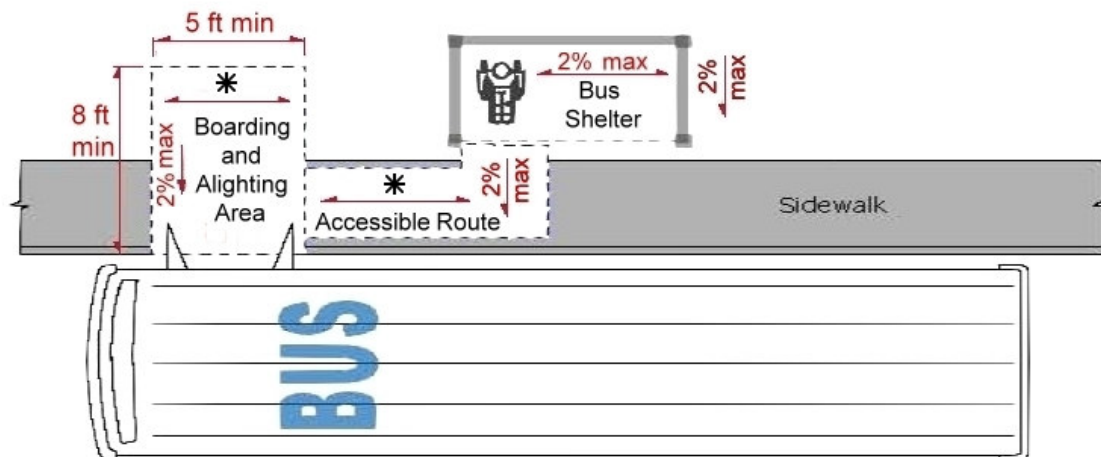 5 ft min
8 ft
min
*
Boarding
and
Alighting
Area
2% max
2% max
Bus
Shelter
2%
max
*
2%
max
Accessible Route
Sidewalk
BUS